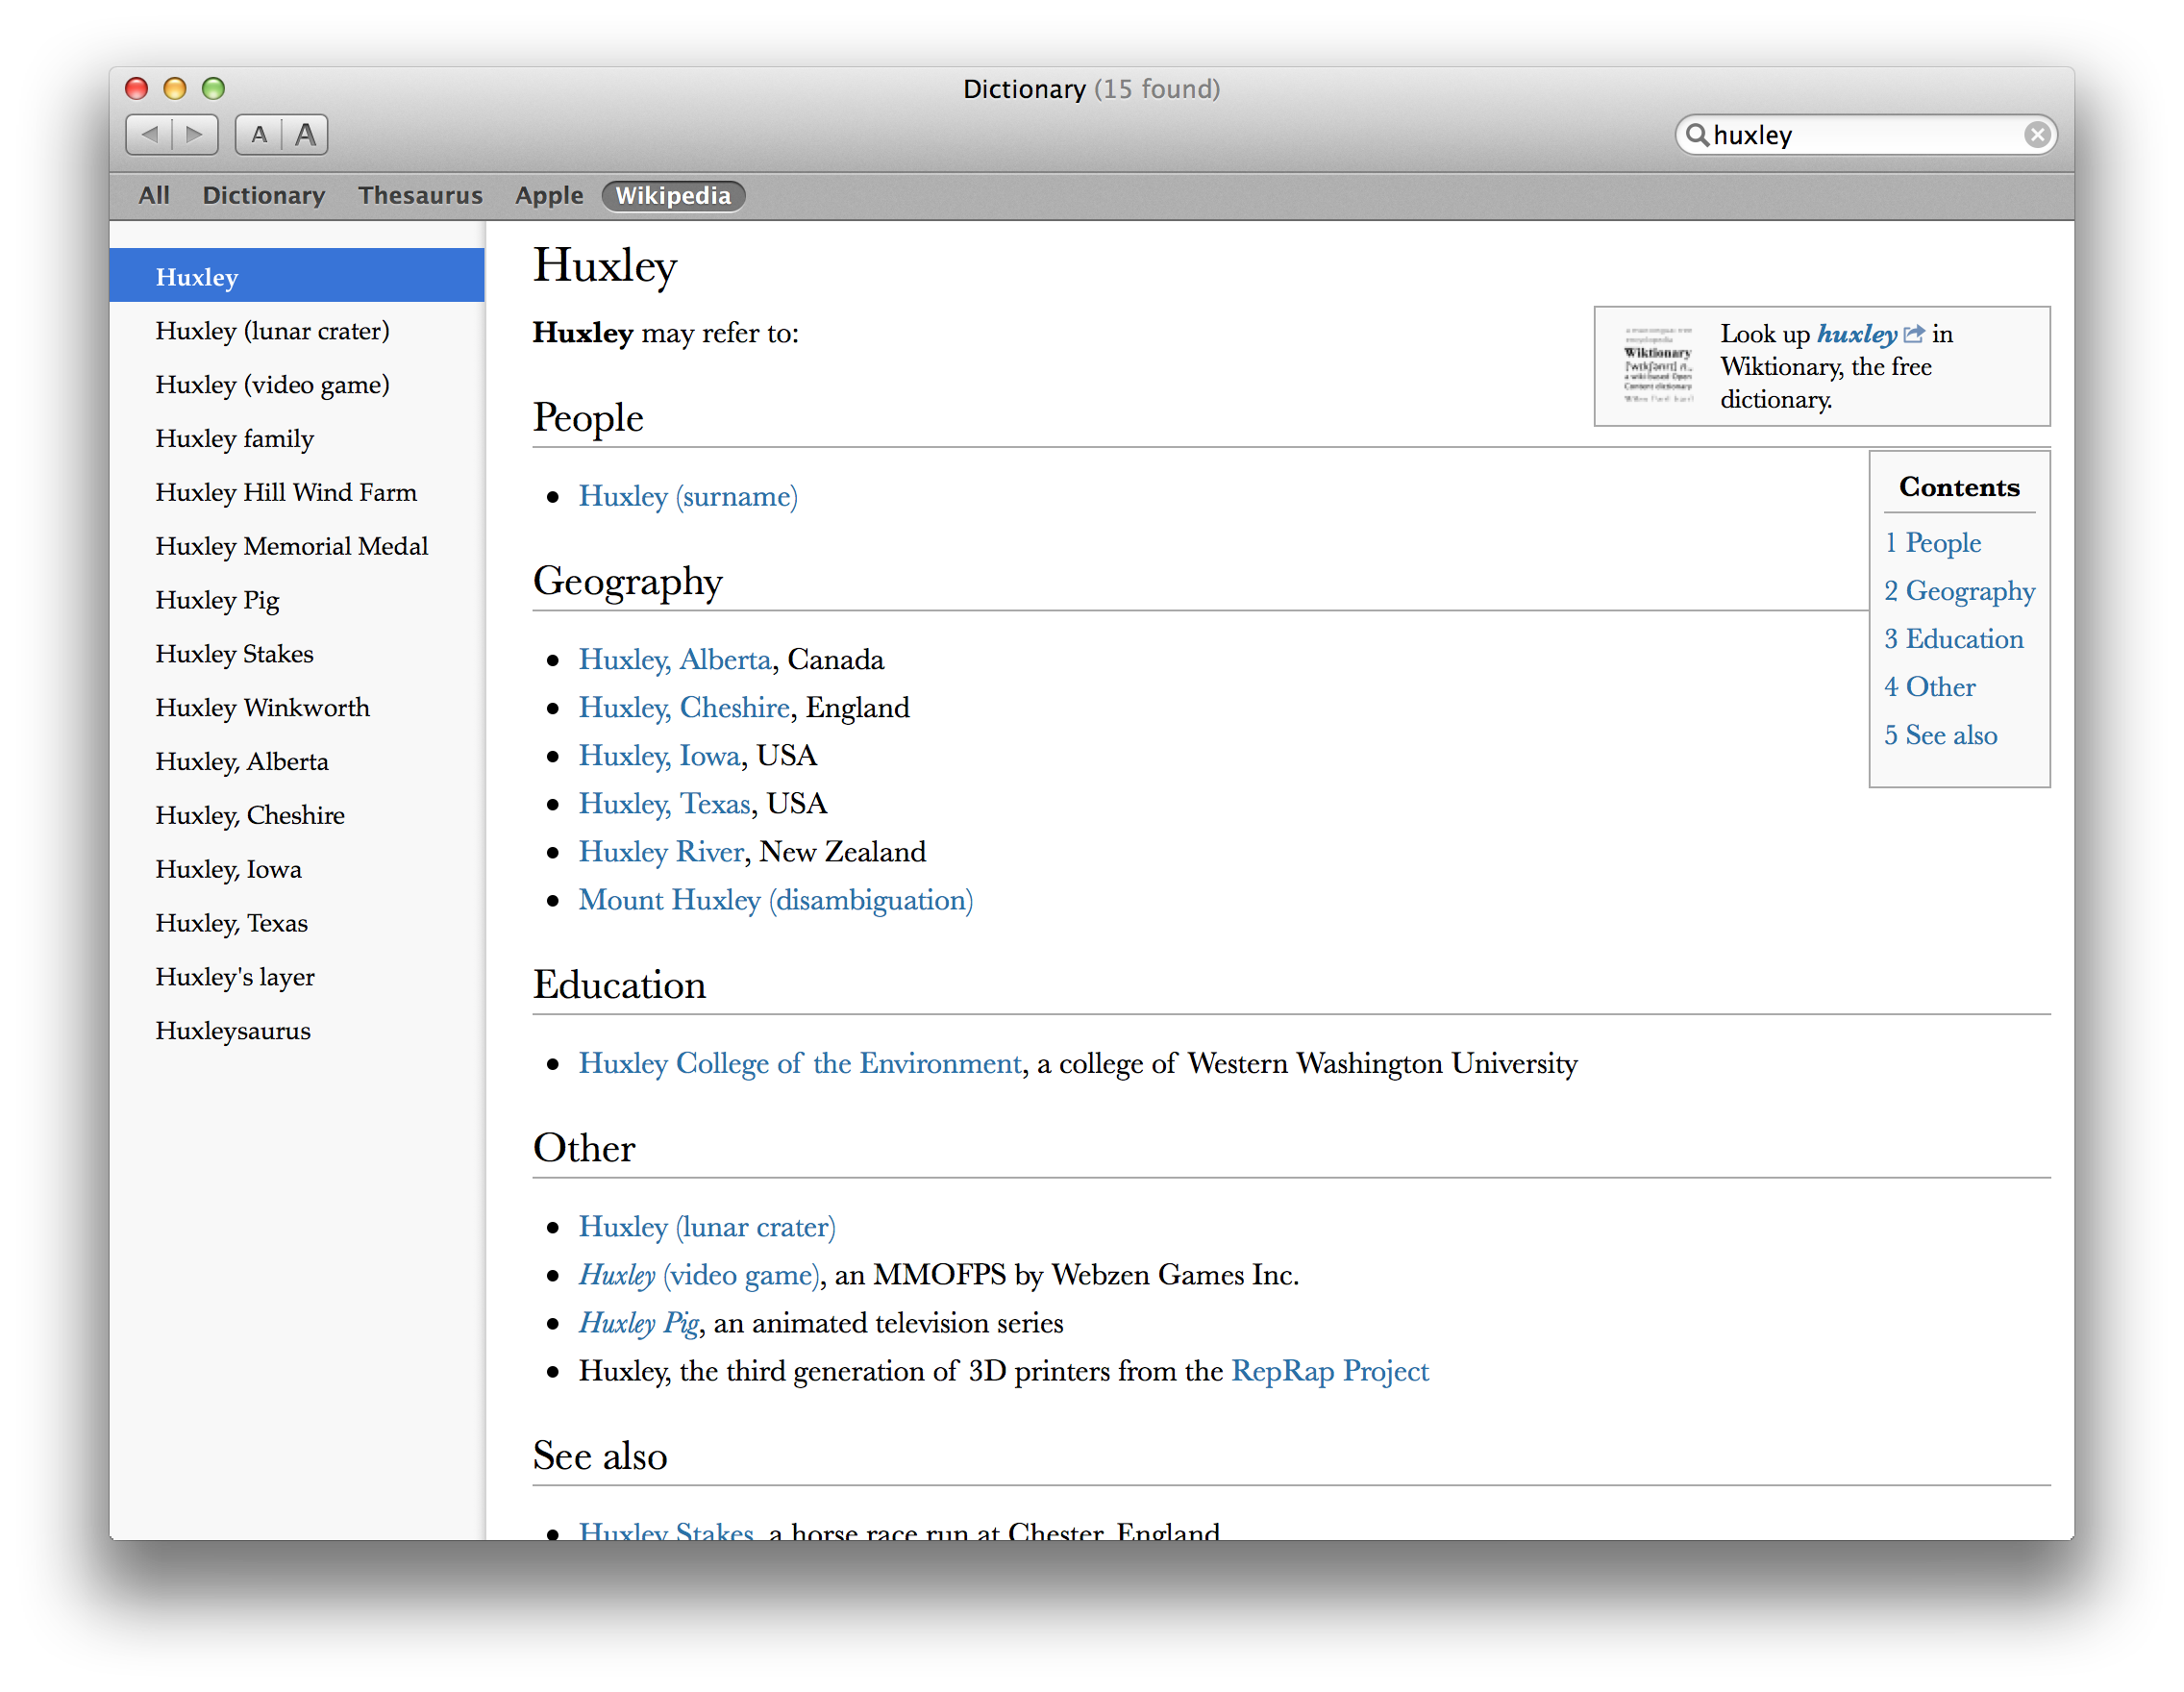 Dictionary (15 found)
A A
huxley
All Dictionary Thesaurus Apple Wikipedia
Huxley
Huxley (lunar crater)
Huxley (video game)
Huxley family
Huxley Hill Wind Farm
Huxley Memorial Medal
Huxley Pig
Huxley Stakes
Huxley Winkworth
Huxley, Alberta
Huxley, Cheshire
Huxley, Iowa
Huxley, Texas
Huxley's layer
Huxleysaurus
Huxley
Huxley may refer to:
Wiktionary
a wiki based Open
Content dictionary
Look up huxley in
Wiktionary, the free
dictionary.
People
Huxley (surname)
Contents
1 People
2 Geography
3 Education
4 Other
5 See also
Geography
Huxley, Alberta, Canada
Huxley, Cheshire, England
Huxley, Iowa, USA
Huxley, Texas, USA
Huxley River, New Zealand
Mount Huxley (disambiguation)
Education
Huxley College of the Environment, a college of Western Washington University
Other
Huxley (lunar crater)
Huxley (video game), an MMOFPS by Webzen Games Inc.
Huxley Pig, an animated television series
Huxley, the third generation of 3D printers from the RepRap Project
See also
Huxley Stakes, a horse race run at Chester, England